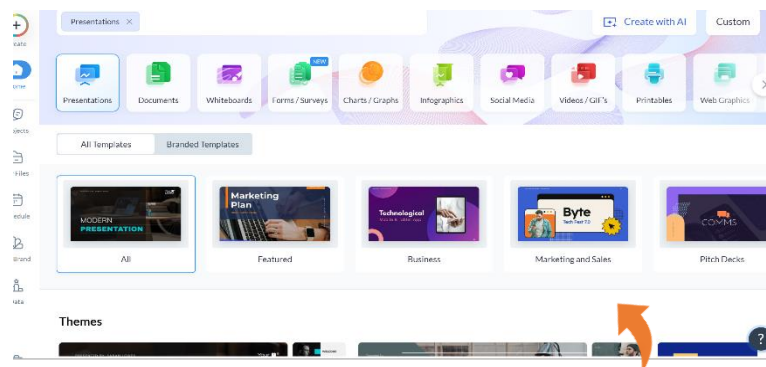 Presentations ×
Create with AI
Custom
Presentations
Documents
Whiteboards
NEW
Forms / Surveys
Charts / Graphs
Infographics
Social Media
Videos / GIF's
Printables
Web Graphics
All Templates
Branded Templates
MODERN
PRESENTATION
All
Marketing
Plan
Featured
Technological
Business
Byte
Tech Fest 7.0
Marketing and Sales
COMMS
Pitch Decks
Themes
?